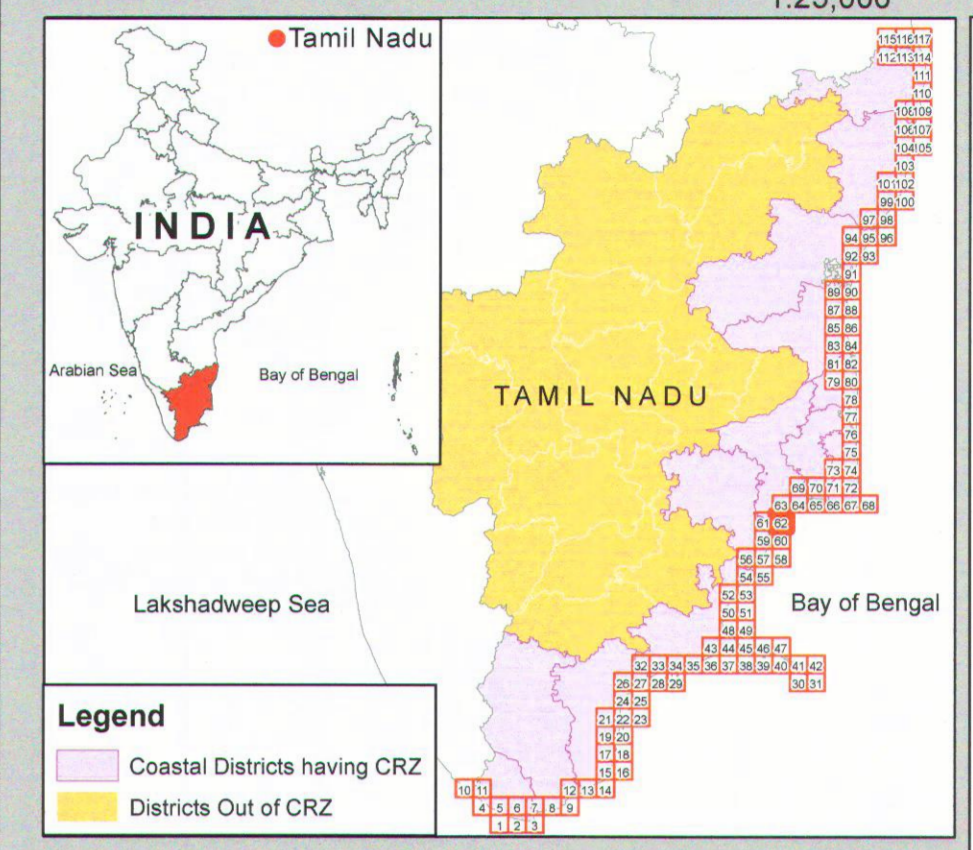 1:25,000
Tamil Nadu
INDIA
Arabian Sea
Bay of Bengal
TAMIL NADU
Lakshadweep Sea
Bay of Bengal
Legend
Coastal Districts having CRZ
Districts Out of CRZ
115 116 117
112 113 114
111
110
108 109
106 107
104 105
103
101 102
99 100
97 98
94 95 96
92 93
91
89 90
87 88
85 86
83 84
81 82
79 80
78
77
76
75
73 74
69 70 71 72
63 64 65 66 67 68
61 62
59 60
56 57 58
54 55
52 53
50 51
48 49
43 44 45 46 47
32 33 34 35 36 37 38 39 40 41 42
26 27 28 29 30 31
24 25
21 22 23
19 20
17 18
15 16
10 11 12 13 14
4 5 6 7 8 9
1 2 3